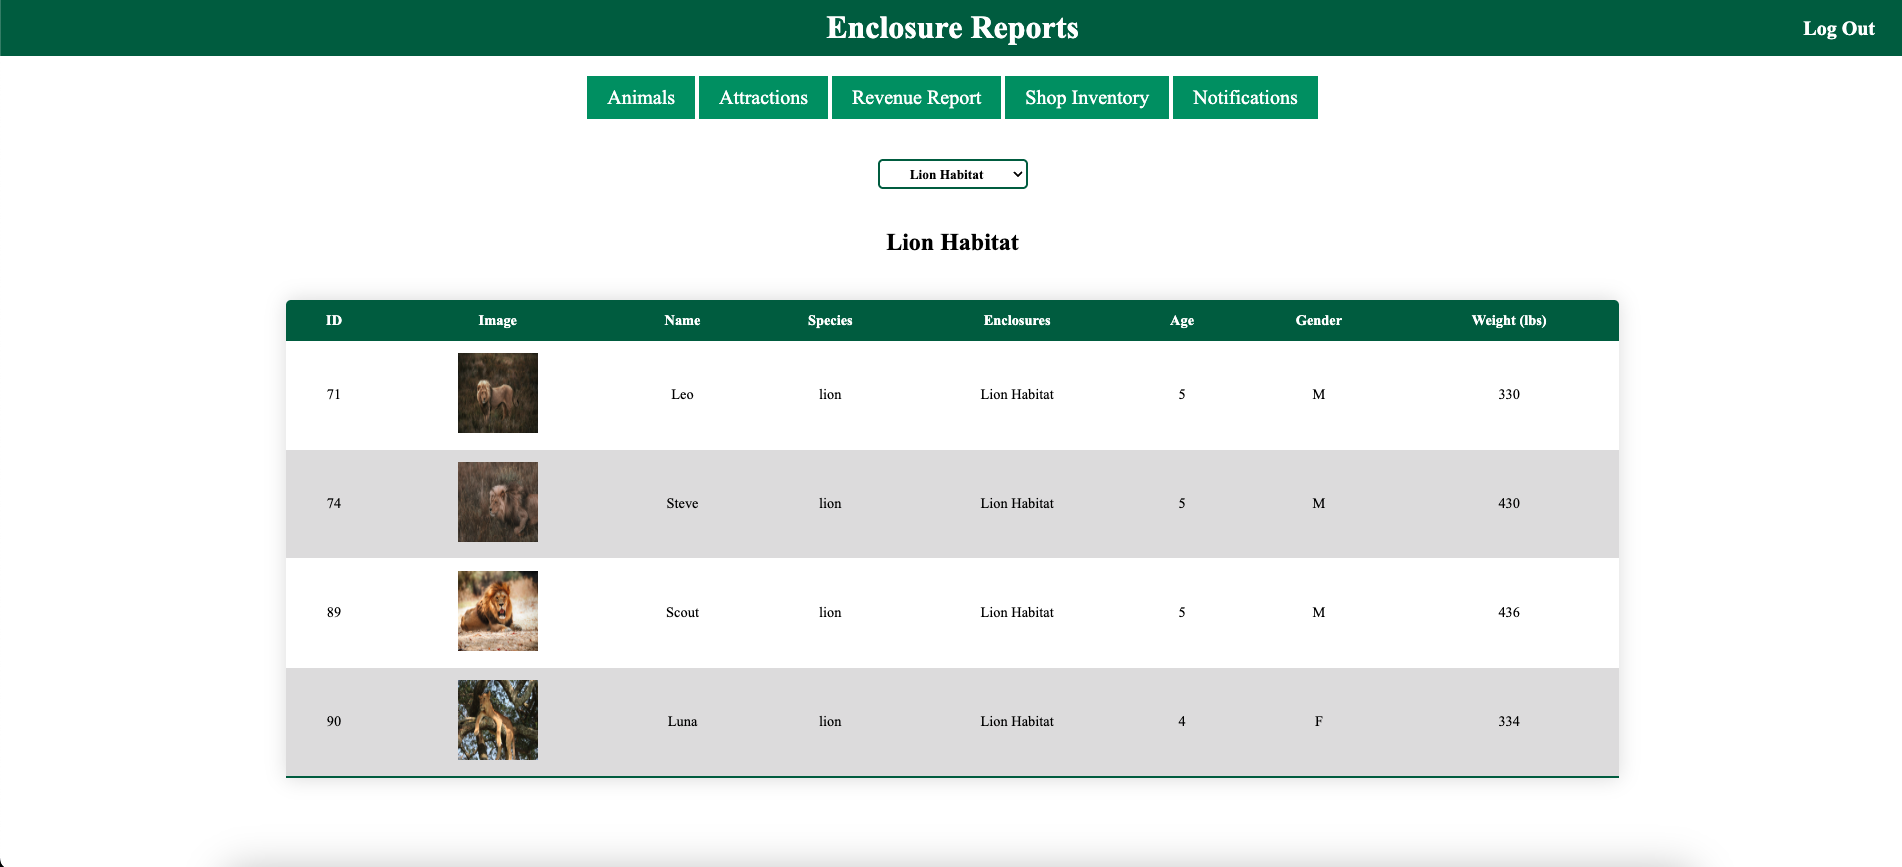 Enclosure Reports
Log Out
Animals Attractions Revenue Report Shop Inventory Notifications
Lion Habitat
Lion Habitat
ID Image Name Species Enclosures Age Gender Weight (lbs)
71 Leo lion Lion Habitat 5 M 330
74 Steve lion Lion Habitat 5 M 430
89 Scout lion Lion Habitat 5 M 436
90 Luna lion Lion Habitat 4 F 334